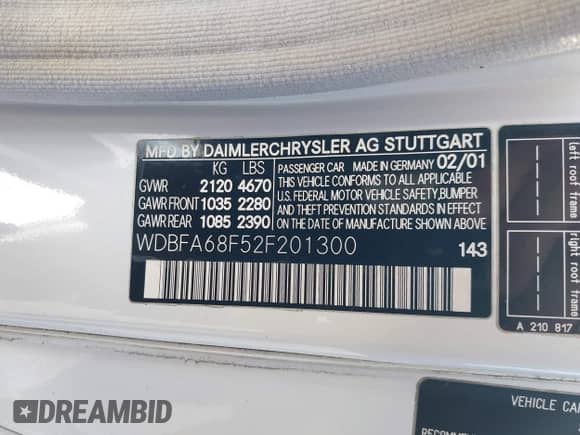 MFD BY DAIMLERCHRYSLER AG STUTTGART
KG LBS
GVWR 2120 4670
GAWR FRONT 1035 2280
GAWR REAR 1085 2390
PASSENGER CAR MADE IN GERMANY 02/01
THIS VEHICLE CONFORMS TO ALL APPLICABLE
U.S. FEDERAL MOTOR VEHICLE SAFETY,BUMPER
AND THEFT PREVENTION STANDARDS IN EFFECT
ON DATE OF MANUFACTURE SHOWN ABOVE
WDBFA68F52F201300 143
left roof frame
right roof frame
A 210 817
VEHICLE
DREAMBID